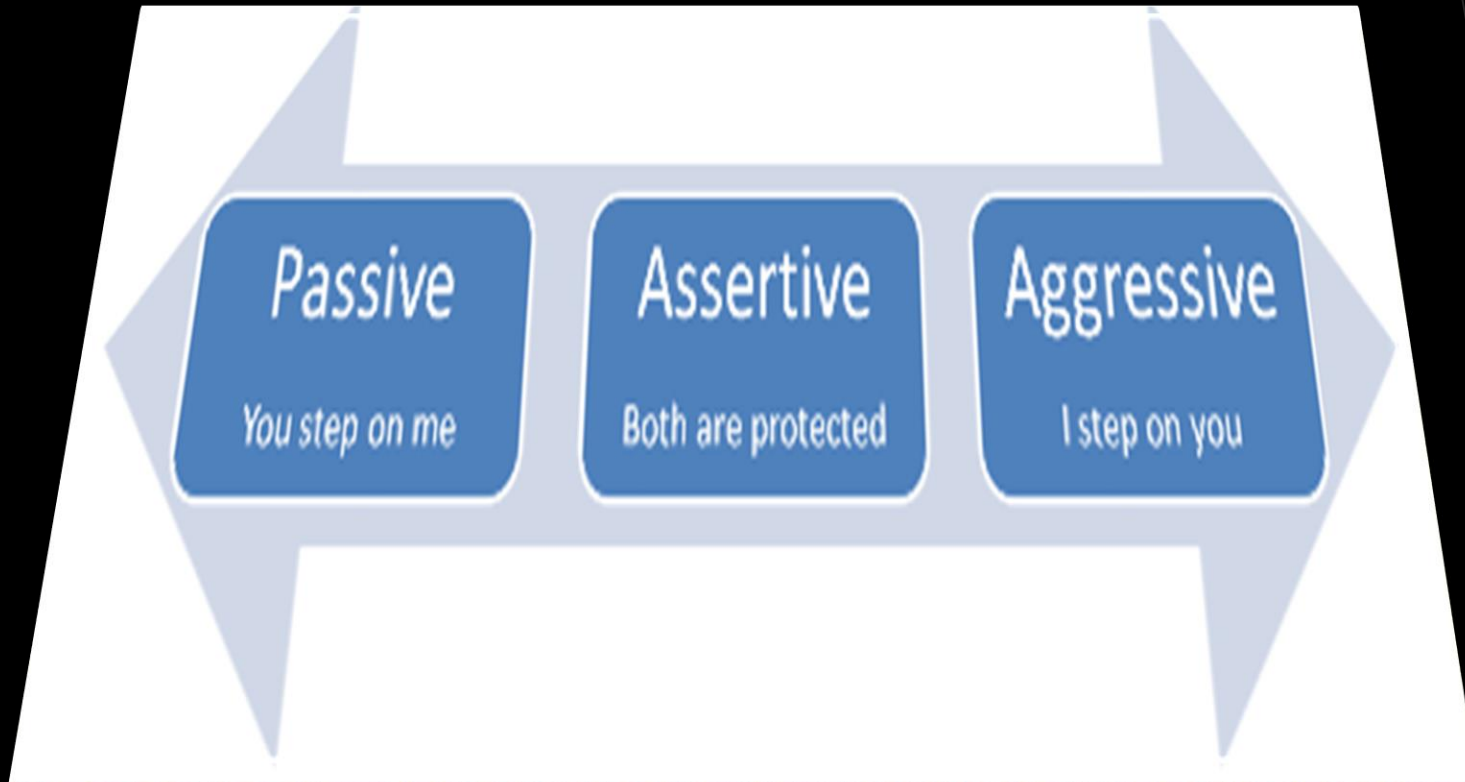 Passive
You step on me
Assertive
Both are protected
Aggressive
I step on you